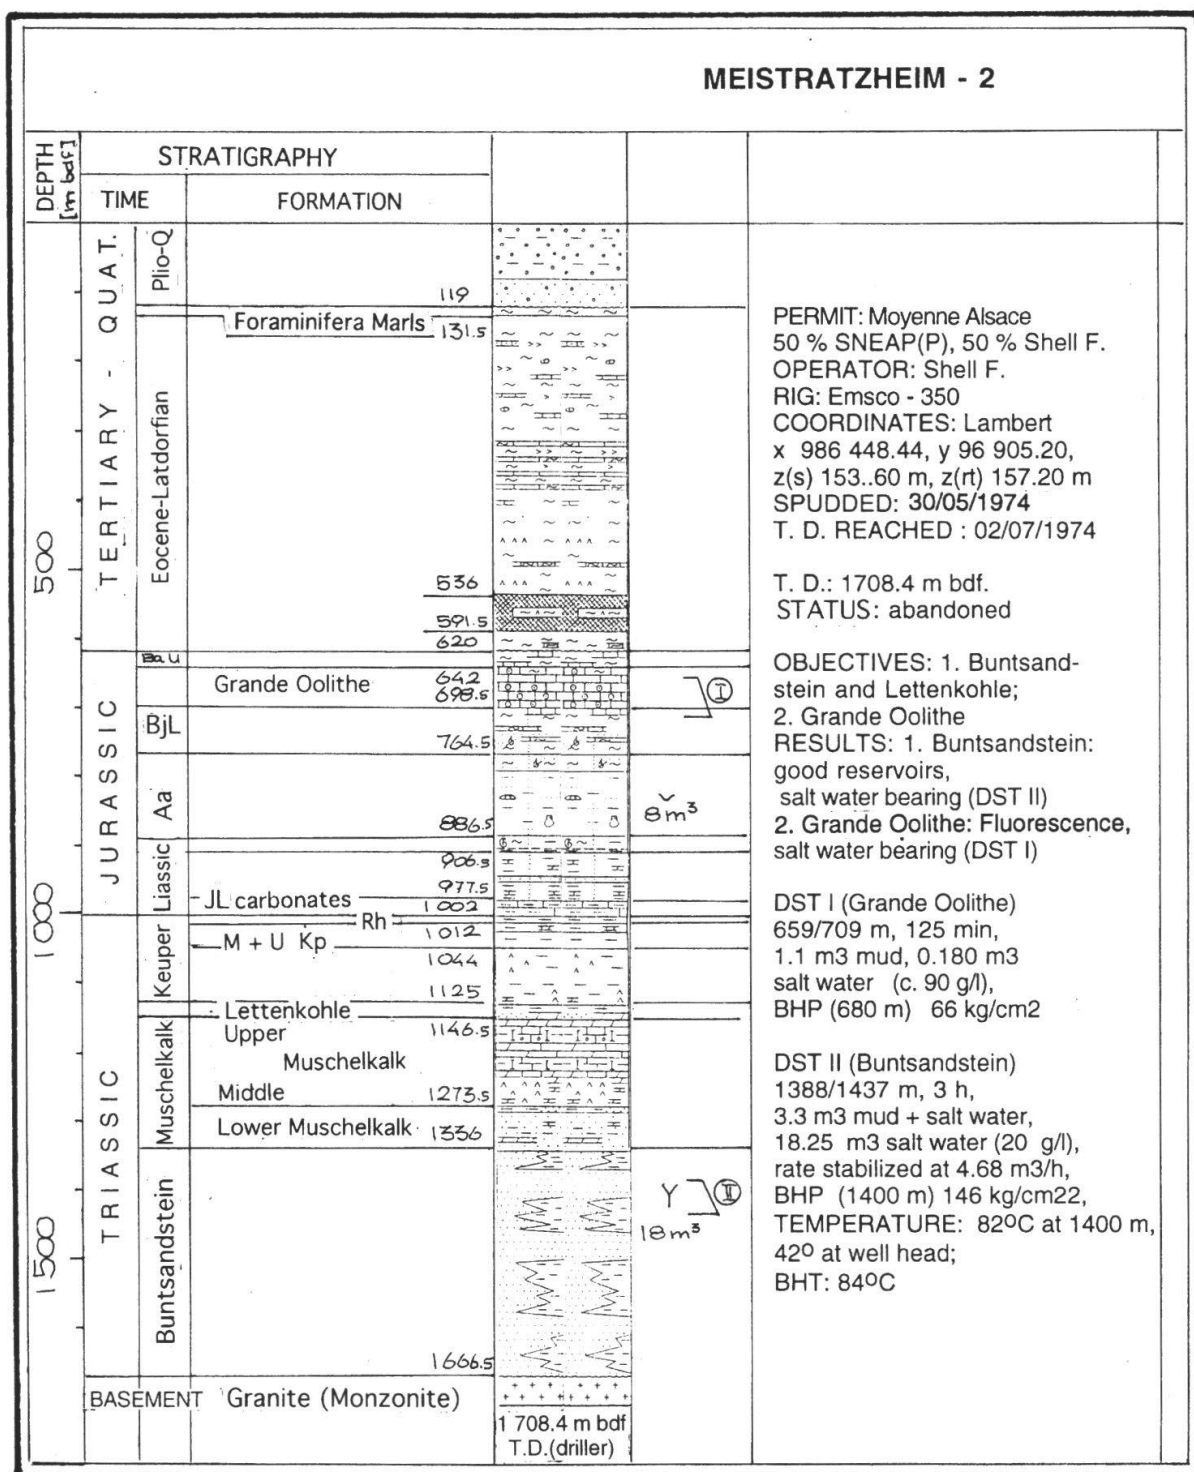 MEISTRATZHEIM - 2
DEPTH
[m bdf]
STRATIGRAPHY
TIME
FORMATION
TERTIARY - QUAT.
Plio-Q
119
Foraminifera Marls
131.5
Eocene-Latdorfian
500
536
591.5
620
JURASSIC
Ba U
642
Grande Oolithe
698.5
BjL
764.5
Aa
886.5
Liassic
906.5
977.5
JL carbonates
1002
1000
TRIASSIC
Keuper
Rh
1012
M + U Kp
1044
1125
Lettenkohle
Muschelkalk
Upper
1146.5
Muschelkalk
Middle
1273.5
Lower Muschelkalk
1336
Buntsandstein
1500
1666.5
BASEMENT
Granite (Monzonite)
1 708.4 m bdf
T.D.(driller)
I
8m³
Y
II
18m³
PERMIT: Moyenne Alsace
50 % SNEAP(P), 50 % Shell F.
OPERATOR: Shell F.
RIG: Emsco - 350
COORDINATES: Lambert
x 986 448.44, y 96 905.20,
z(s) 153..60 m, z(rt) 157.20 m
SPUDDED: 30/05/1974
T. D. REACHED : 02/07/1974
T. D.: 1708.4 m bdf.
STATUS: abandoned
OBJECTIVES: 1. Buntsand-
stein and Lettenkohle;
2. Grande Oolithe
RESULTS: 1. Buntsandstein:
good reservoirs,
salt water bearing (DST II)
2. Grande Oolithe: Fluorescence,
salt water bearing (DST I)
DST I (Grande Oolithe)
659/709 m, 125 min,
1.1 m3 mud, 0.180 m3
salt water (c. 90 g/l),
BHP (680 m) 66 kg/cm2
DST II (Buntsandstein)
1388/1437 m, 3 h,
3.3 m3 mud + salt water,
18.25 m3 salt water (20 g/l),
rate stabilized at 4.68 m3/h,
BHP (1400 m) 146 kg/cm22,
TEMPERATURE: 82ºC at 1400 m,
42º at well head;
BHT: 84ºC